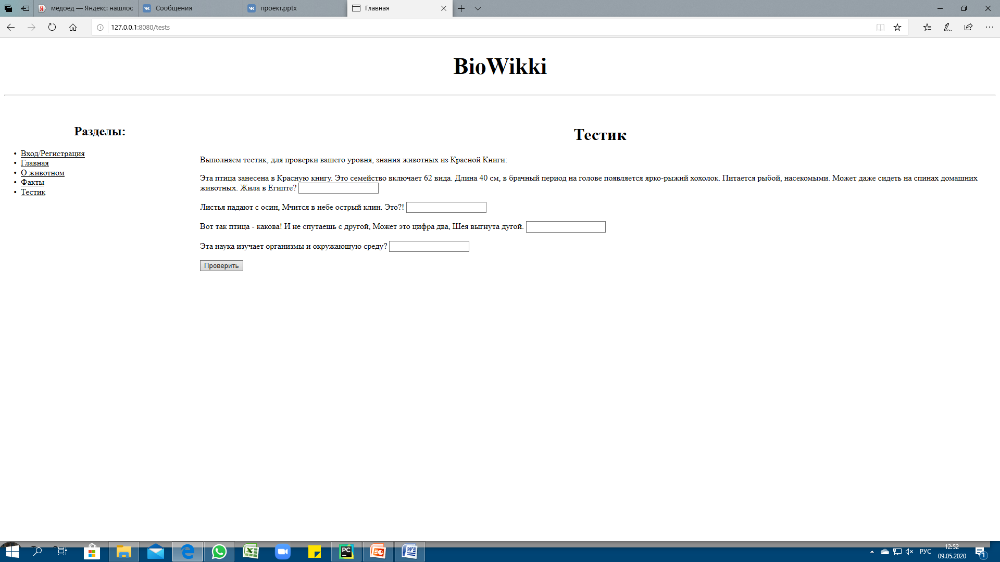 медоед — Яндекс: нашлос
Сообщения
проект.pptx
Главная
127.0.0.1:8080/tests
BioWikki
Разделы:
Вход/Регистрация
Главная
О животном
Факты
Тестик
Тестик
Выполняем тестик, для проверки вашего уровня, знания животных из Красной Книги:
Эта птица занесена в Красную книгу. Это семейство включает 62 вида. Длина 40 см, в брачный период на голове появляется ярко-рыжий хохолок. Питается рыбой, насекомыми. Может даже сидеть на спинах домашних
животных. Жила в Египте?
Листья падают с осин, Мчится в небе острый клин. Это?!
Вот так птица - какова! И не спутаешь с другой, Может это цифра два, Шея выгнута дугой.
Эта наука изучает организмы и окружающую среду?
Проверить
PC
РУС
12:52
09.05.2020
1